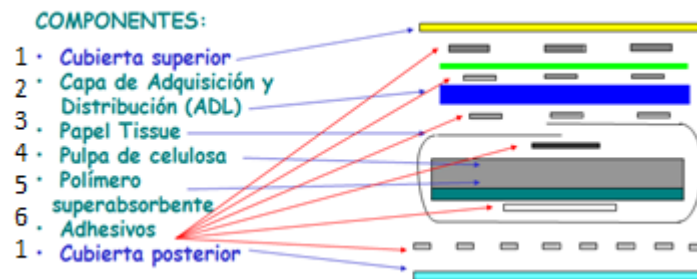 COMPONENTES:
1 · Cubierta superior
2 · Capa de Adquisición y
Distribución (ADL)
3 · Papel Tissue
4 · Pulpa de celulosa
5 · Polímero
superabsorbente
6 · Adhesivos
1 · Cubierta posterior